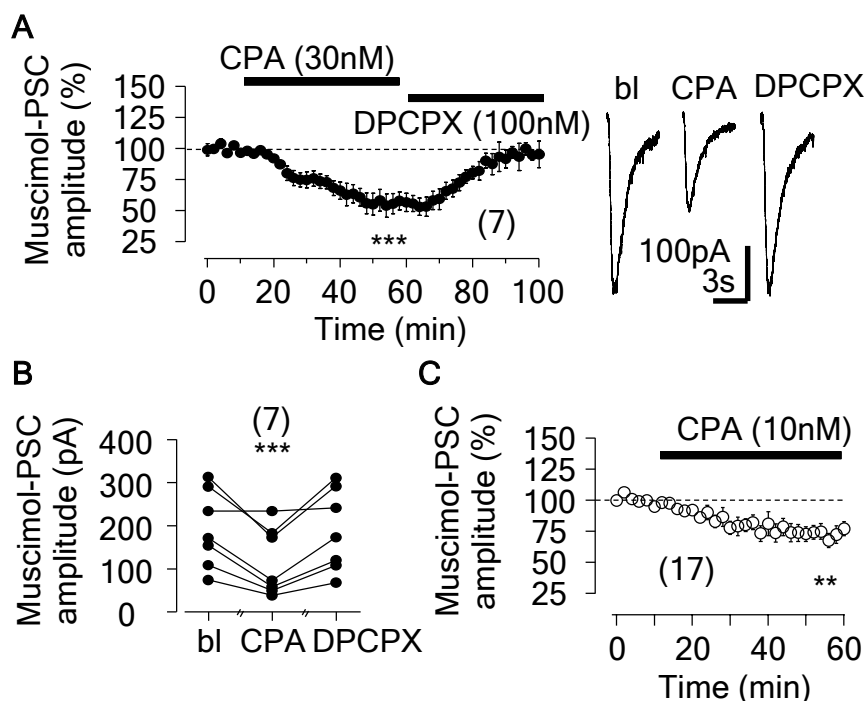 A
CPA (30nM)
DPCPX (100nM)
Muscimol-PSC
amplitude (%)
150
125
100
75
50
25
***
(7)
0 20 40 60 80 100
Time (min)
bl CPA DPCPX
100pA
3s
B
Muscimol-PSC
amplitude (pA)
400
300
200
100
0
(7)
***
bl CPA DPCPX
C
Muscimol-PSC
amplitude (%)
150
125
100
75
50
25
CPA (10nM)
(17)
**
0 20 40 60
Time (min)